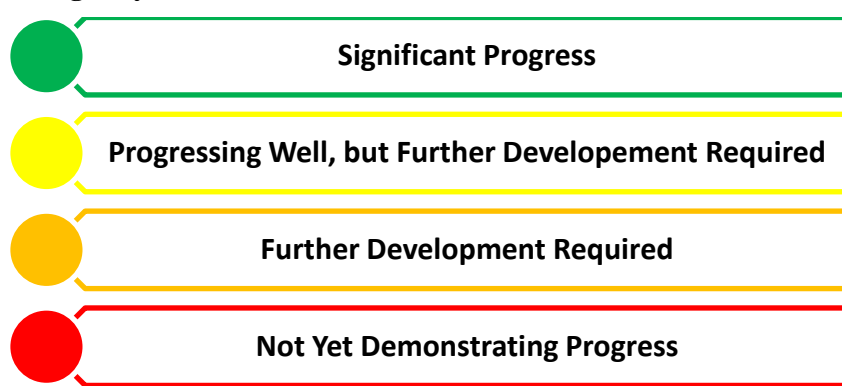 Significant Progress
Progressing Well, but Further Developement Required
Further Development Required
Not Yet Demonstrating Progress